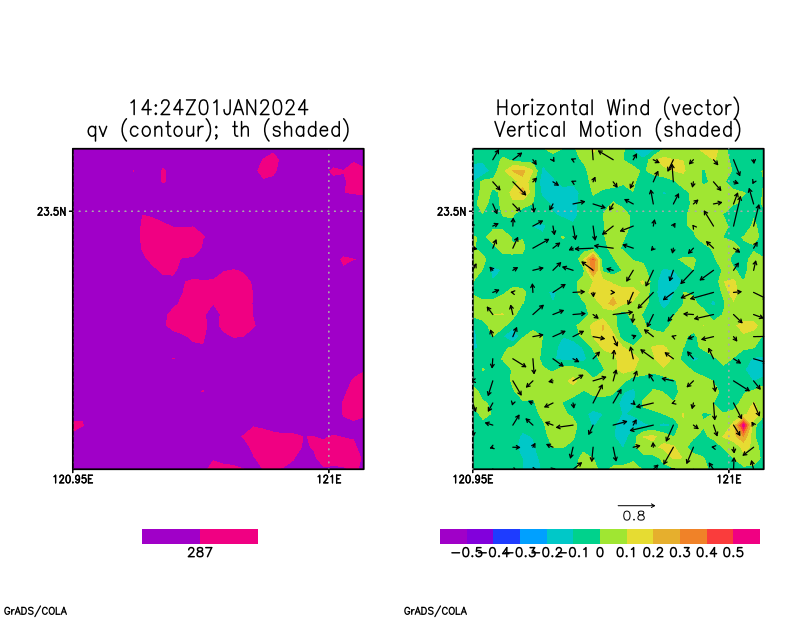 14:24Z01JAN2024
qv (contour); th (shaded)
23.5N
120.95E
121E
287
Horizontal Wind (vector)
Vertical Motion (shaded)
23.5N
120.95E
121E
0.8
-0.5 -0.4 -0.3 -0.2 -0.1 0 0.1 0.2 0.3 0.4 0.5
GrADS/COLA
GrADS/COLA